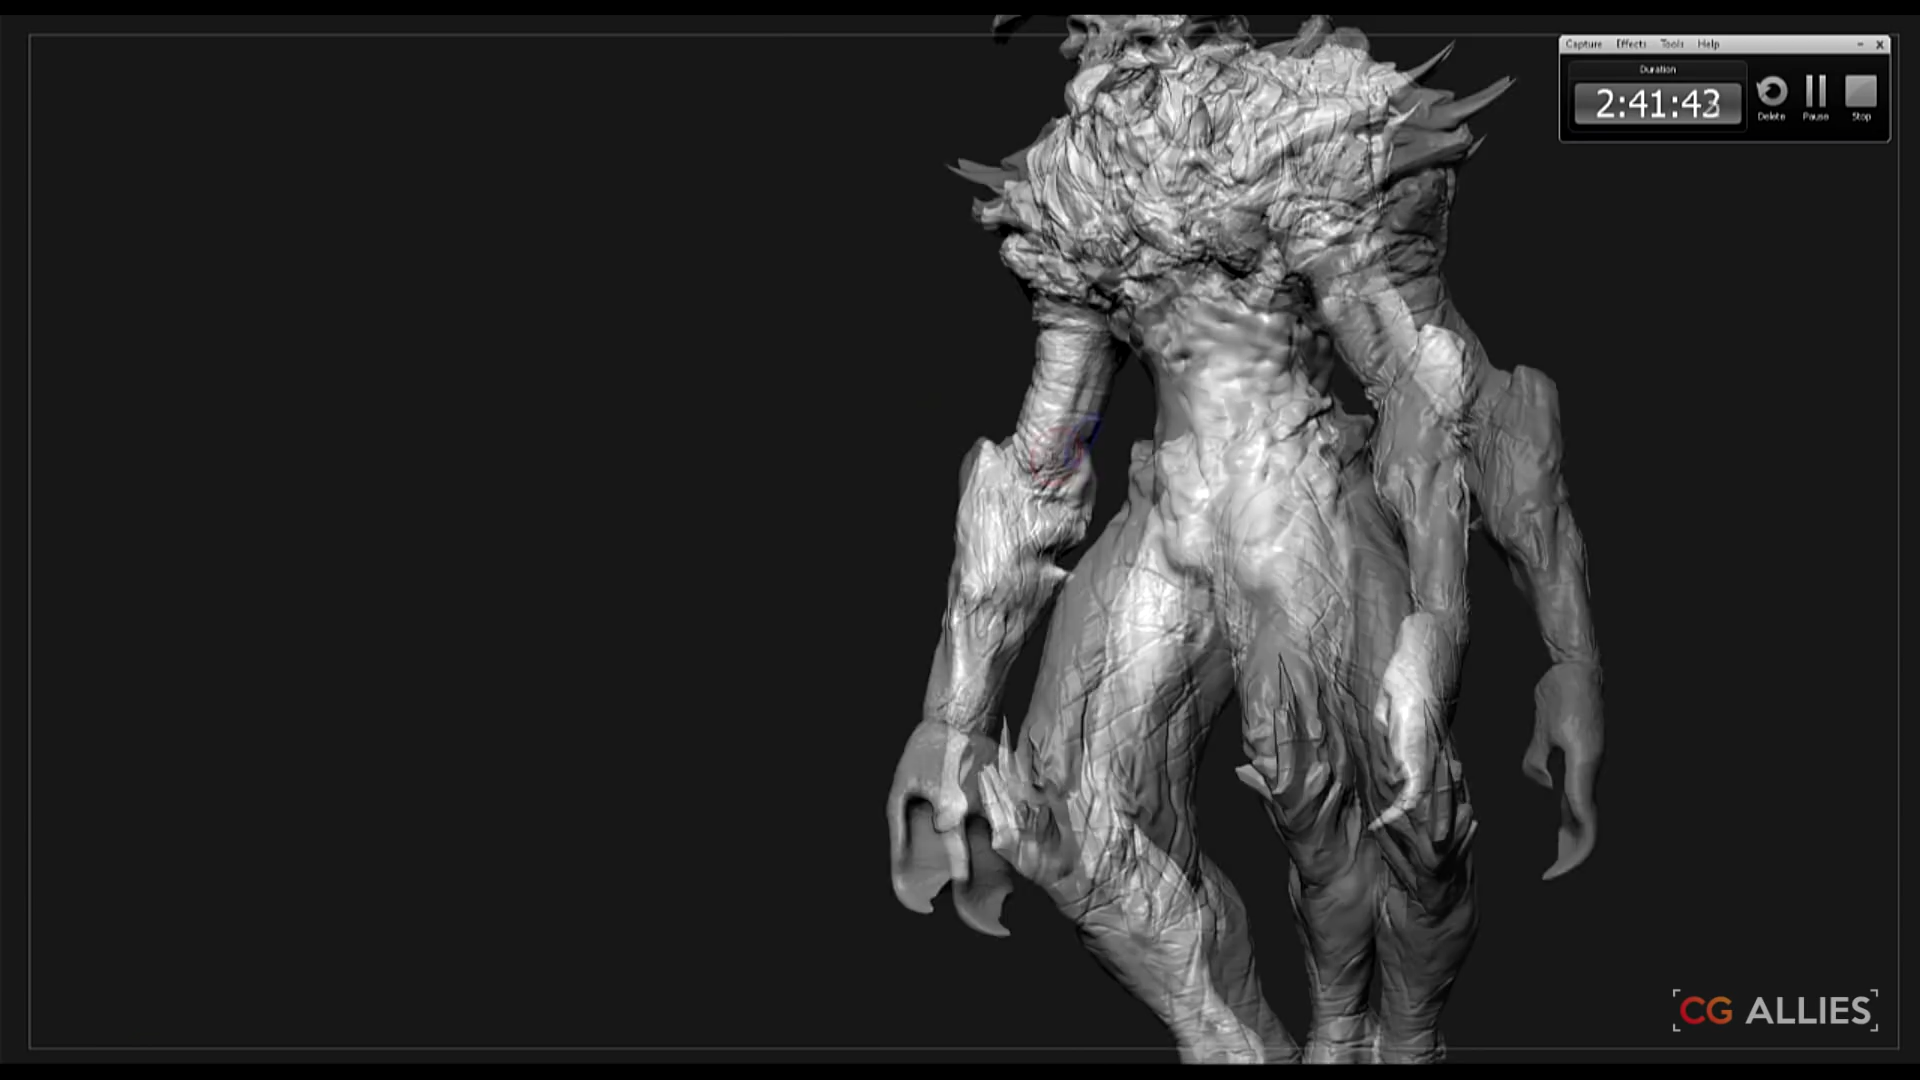 Capture Effects Tools Help
Duration
2:41:43
Delete Pause Stop
CG ALLIES